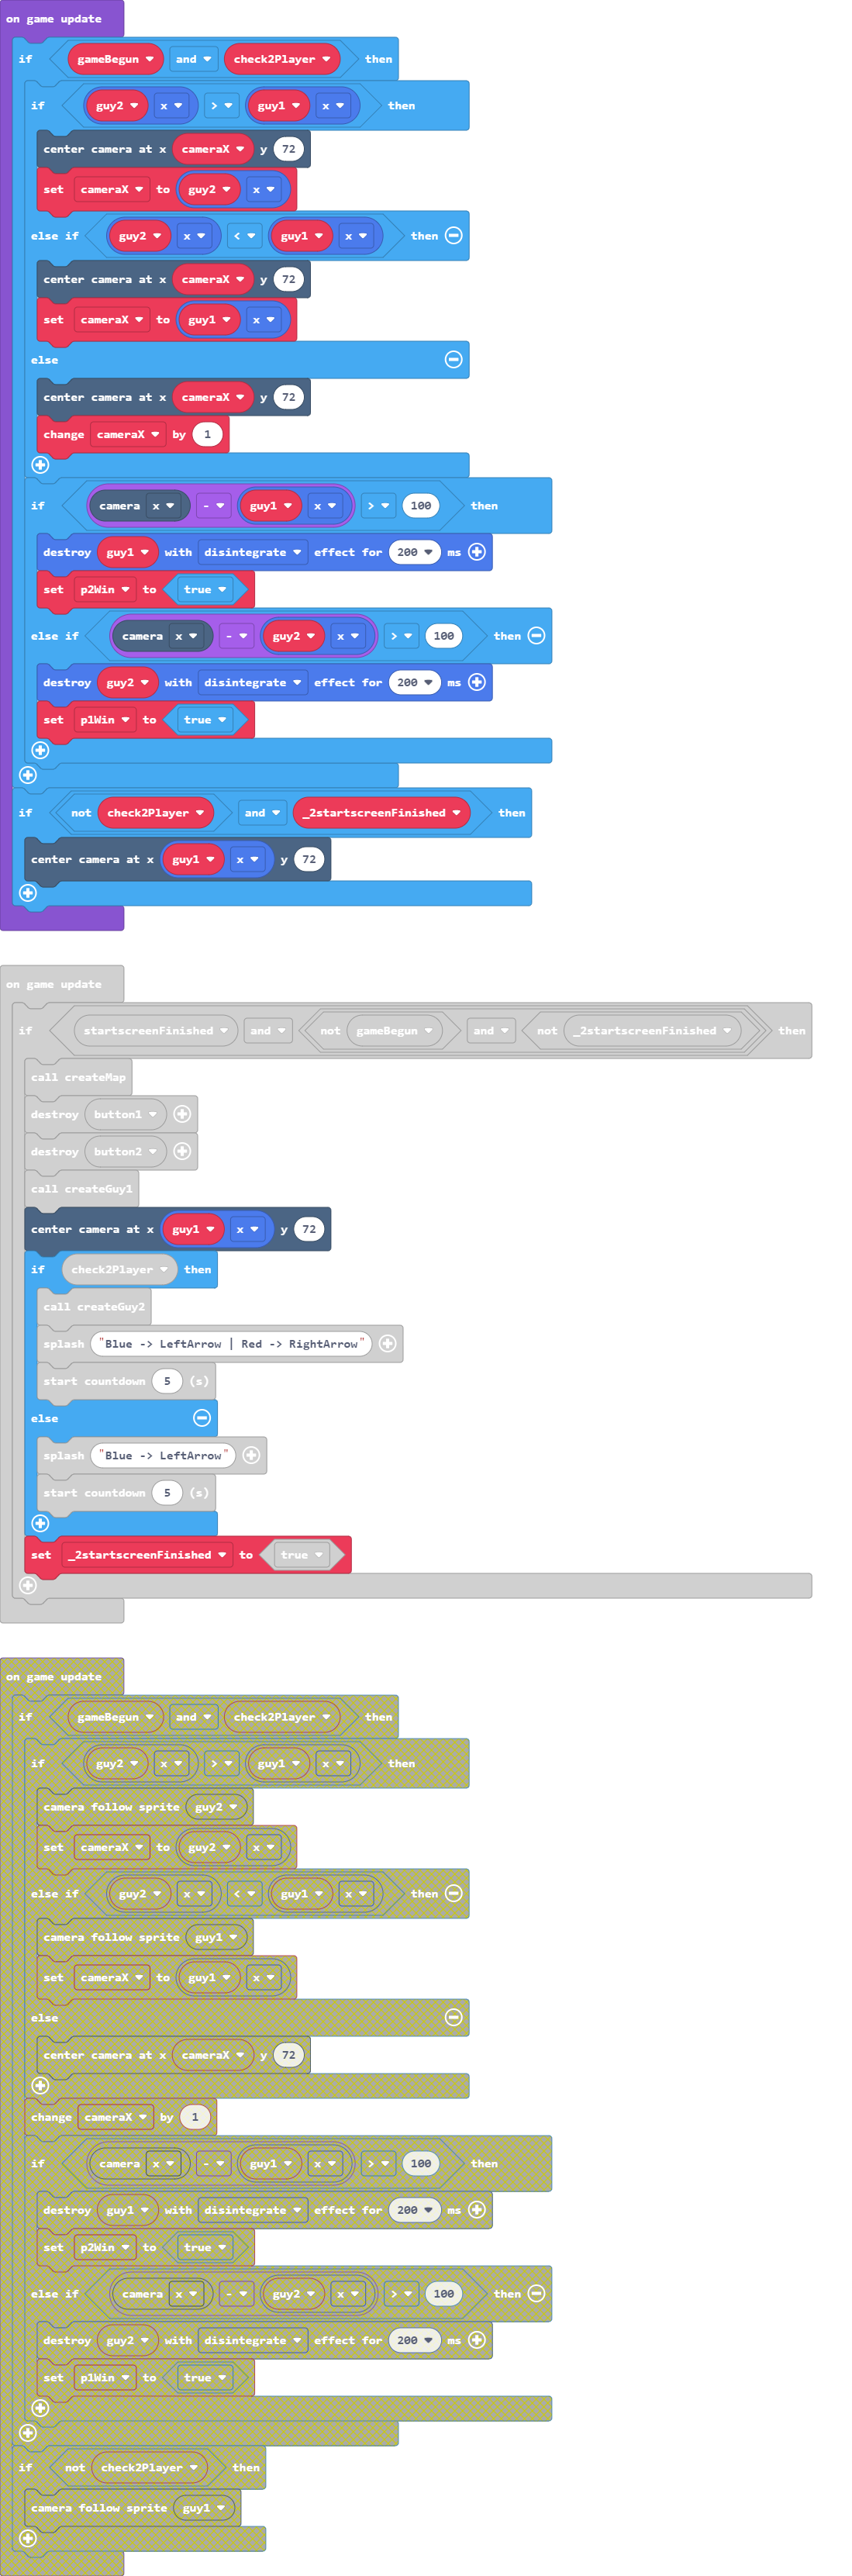 on game update
if gameBegun and check2Player then
if guy2 x > guy1 x then
center camera at x cameraX y 72
set cameraX to guy2 x
else if guy2 x < guy1 x then
center camera at x cameraX y 72
set cameraX to guy1 x
else
center camera at x cameraX y 72
change cameraX by 1
if camera x - guy1 x > 100 then
destroy guy1 with disintegrate effect for 200 ms
set p2Win to true
else if camera x - guy2 x > 100 then
destroy guy2 with disintegrate effect for 200 ms
set p1Win to true
if not check2Player and _2startscreenFinished then
center camera at x guy1 x y 72
on game update
if startscreenFinished and not gameBegun and not _2startscreenFinished then
call createMap
destroy button1
destroy button2
call createGuy1
center camera at x guy1 x y 72
if check2Player then
call createGuy2
splash "Blue -> LeftArrow | Red -> RightArrow"
start countdown 5 (s)
else
splash "Blue -> LeftArrow"
start countdown 5 (s)
set _2startscreenFinished to true
on game update
if gameBegun and check2Player then
if guy2 x > guy1 x then
camera follow sprite guy2
set cameraX to guy2 x
else if guy2 x < guy1 x then
camera follow sprite guy1
set cameraX to guy1 x
else
center camera at x cameraX y 72
change cameraX by 1
if camera x - guy1 x > 100 then
destroy guy1 with disintegrate effect for 200 ms
set p2Win to true
else if camera x - guy2 x > 100 then
destroy guy2 with disintegrate effect for 200 ms
set p1Win to true
if not check2Player then
camera follow sprite guy1